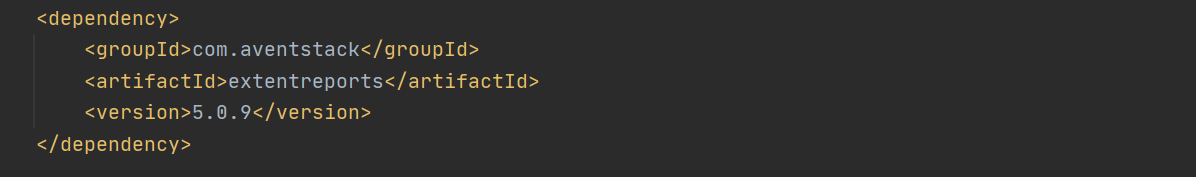 <dependency>
<groupId>com.aventstack</groupId>
<artifactId>extentreports</artifactId>
<version>5.0.9</version>
</dependency>